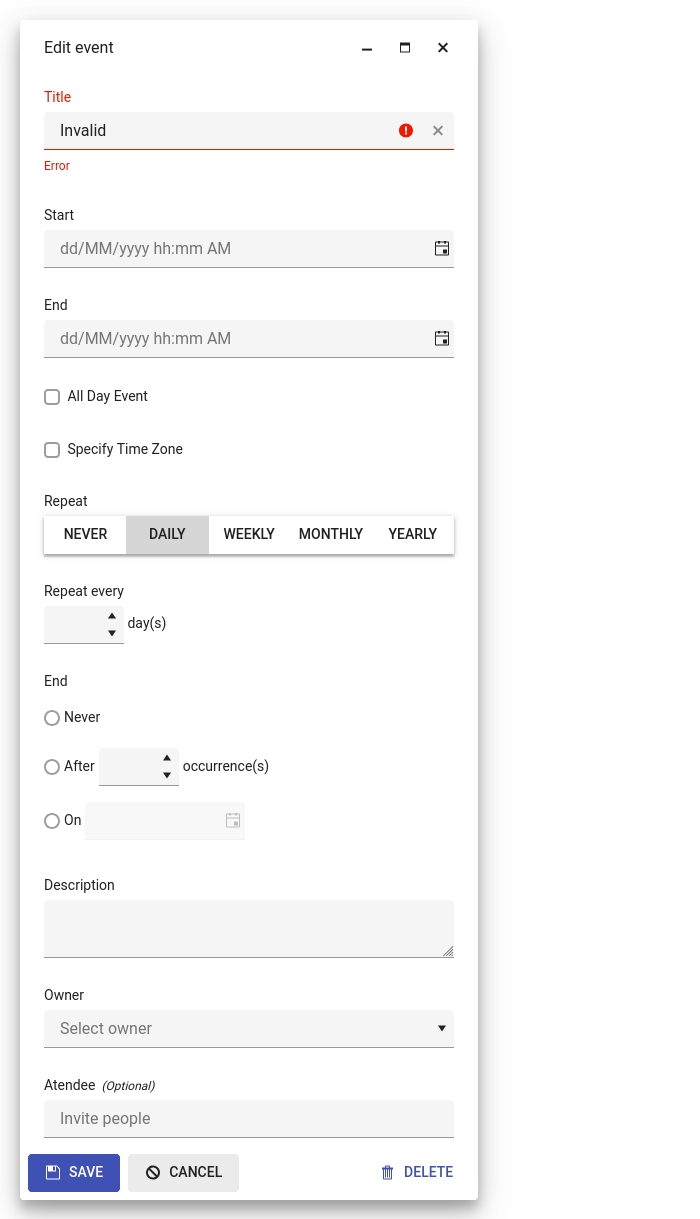 Edit event
Title
Invalid
Error
Start
dd/MM/yyyy hh:mm AM
End
dd/MM/yyyy hh:mm AM
All Day Event
Specify Time Zone
Repeat
NEVER DAILY WEEKLY MONTHLY YEARLY
Repeat every
day(s)
End
Never
After occurrence(s)
On
Description
Owner
Select owner
Atendee (Optional)
Invite people
SAVE CANCEL DELETE